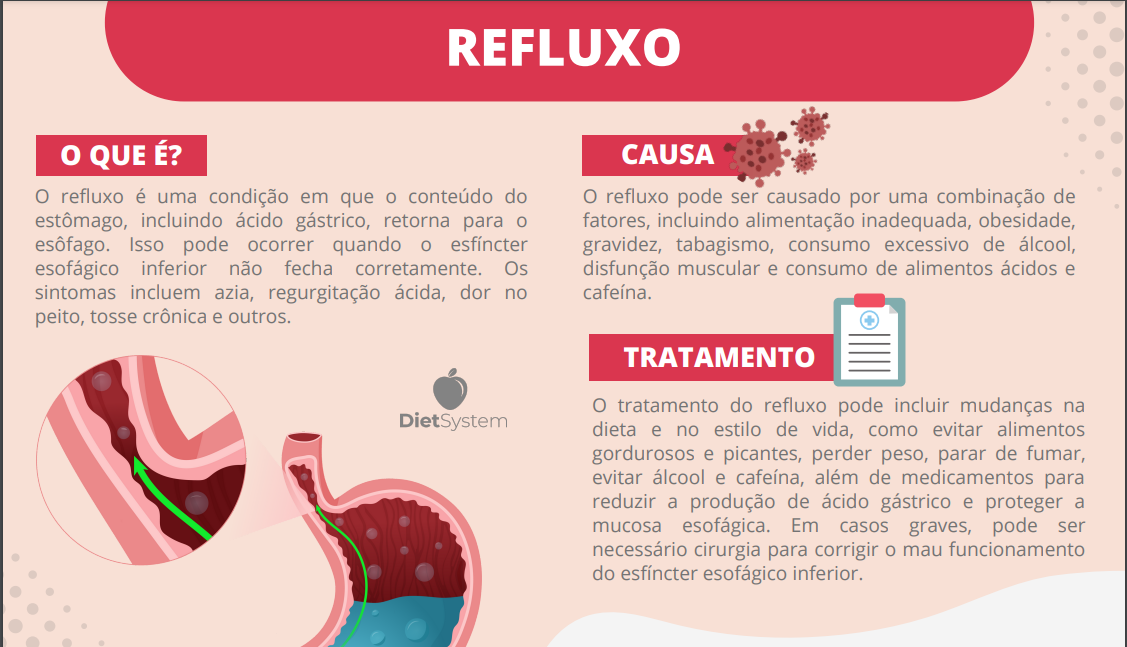 REFLUXO
O QUE É?
O refluxo é uma condição em que o conteúdo do
estômago, incluindo ácido gástrico, retorna para o
esôfago. Isso pode ocorrer quando o esfíncter
esofágico inferior não fecha corretamente. Os
sintomas incluem azia, regurgitação ácida, dor no
peito, tosse crônica e outros.
DietSystem
CAUSA
O refluxo pode ser causado por uma combinação de
fatores, incluindo alimentação inadequada, obesidade,
gravidez, tabagismo, consumo excessivo de álcool,
disfunção muscular e consumo de alimentos ácidos e
cafeína.
TRATAMENTO
O tratamento do refluxo pode incluir mudanças na
dieta e no estilo de vida, como evitar alimentos
gordurosos e picantes, perder peso, parar de fumar,
evitar álcool e cafeína, além de medicamentos para
reduzir a produção de ácido gástrico e proteger a
mucosa esofágica. Em casos graves, pode ser
necessário cirurgia para corrigir o mau funcionamento
do esfíncter esofágico inferior.